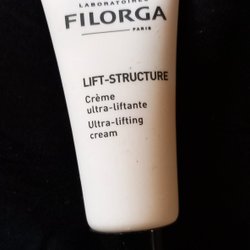 LABORATOIRES
FILORGA
PARIS
LIFT-STRUCTURE
Crème
ultra-liftante
Ultra-lifting
cream